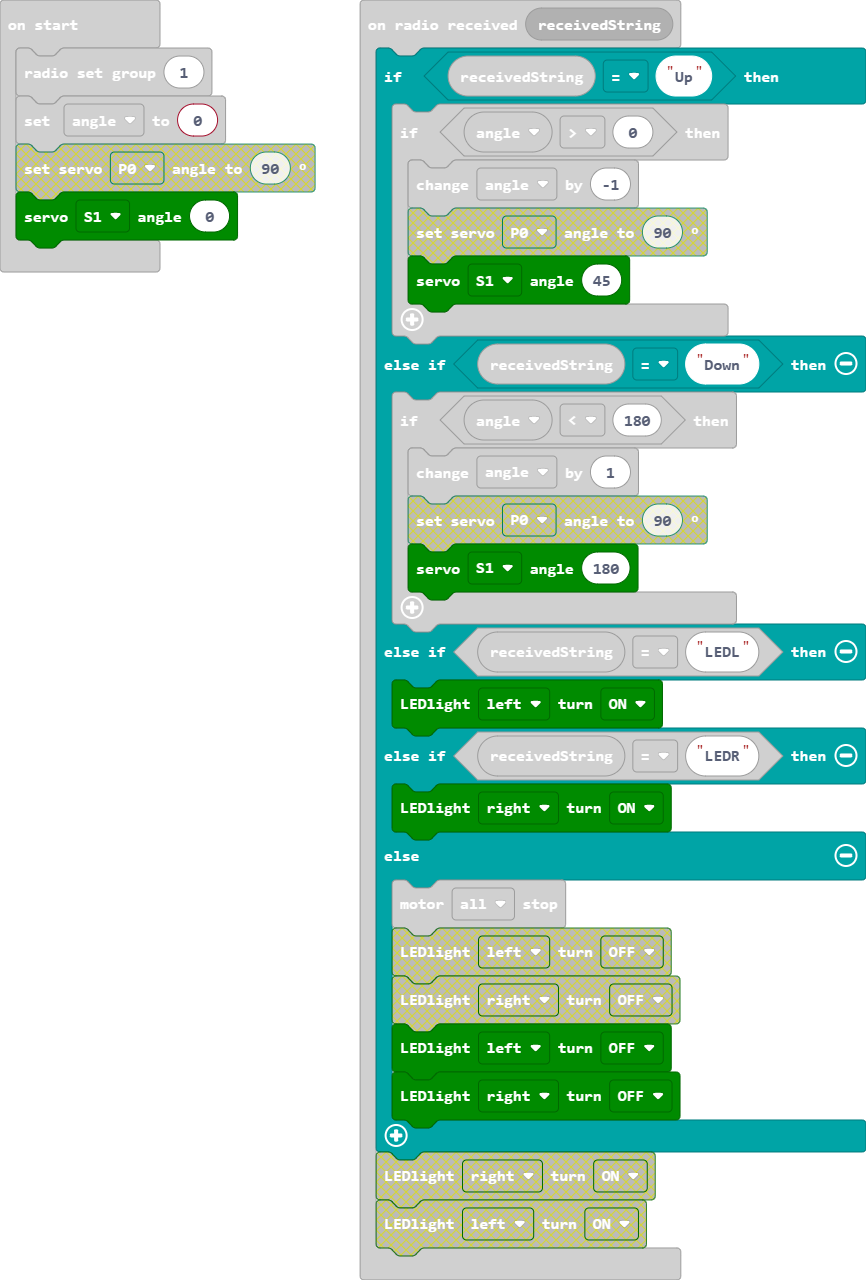 on start
radio set group 1
set angle to 0
set servo P0 angle to 90 °
servo S1 angle 0
on radio received receivedString
if receivedString = "Up" then
if angle > 0 then
change angle by -1
set servo P0 angle to 90 °
servo S1 angle 45
else if receivedString = "Down" then
if angle < 180 then
change angle by 1
set servo P0 angle to 90 °
servo S1 angle 180
else if receivedString = "LEDL" then
LEDlight left turn ON
else if receivedString = "LEDR" then
LEDlight right turn ON
else
motor all stop
LEDlight left turn OFF
LEDlight right turn OFF
LEDlight left turn OFF
LEDlight right turn OFF
LEDlight right turn ON
LEDlight left turn ON